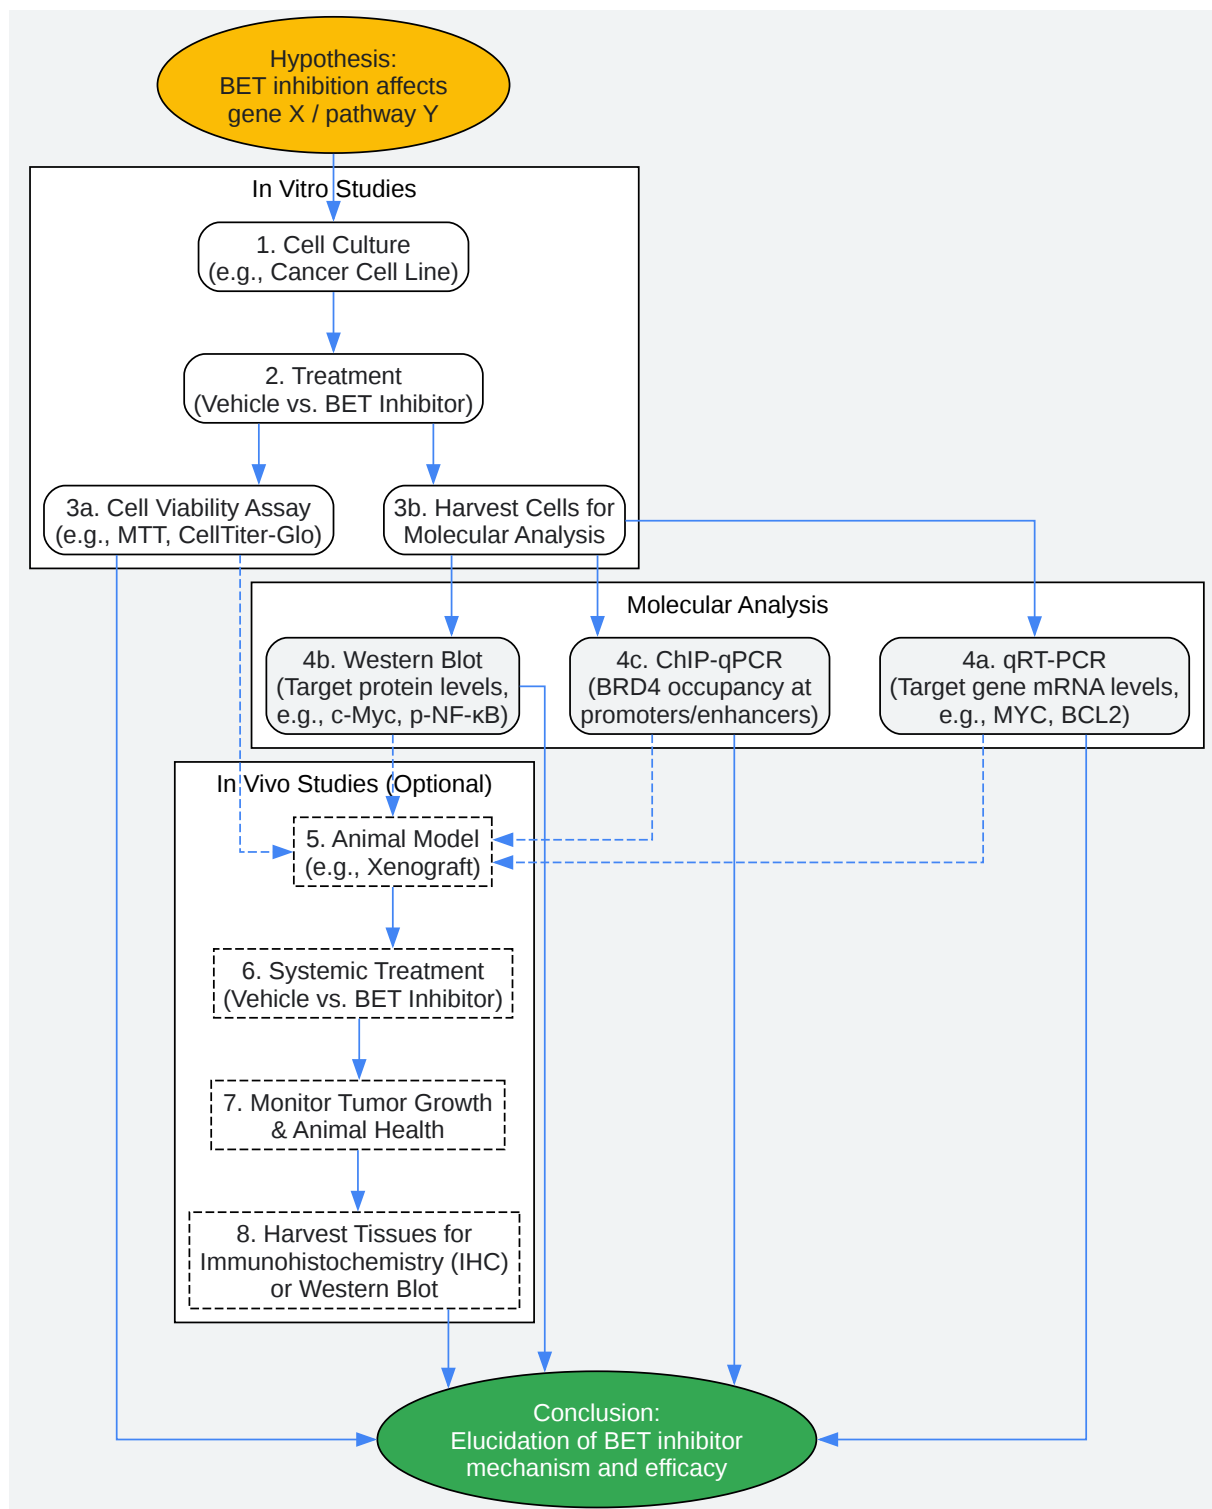 Hypothesis:
BET inhibition affects
gene X / pathway Y
In Vitro Studies
1. Cell Culture
(e.g., Cancer Cell Line)
2. Treatment
(Vehicle vs. BET Inhibitor)
3a. Cell Viability Assay
(e.g., MTT, CellTiter-Glo)
3b. Harvest Cells for
Molecular Analysis
Molecular Analysis
4b. Western Blot
(Target protein levels,
e.g., c-Myc, p-NF-κB)
4c. ChIP-qPCR
(BRD4 occupancy at
promoters/enhancers)
4a. qRT-PCR
(Target gene mRNA levels,
e.g., MYC, BCL2)
In Vivo Studies (Optional)
5. Animal Model
(e.g., Xenograft)
6. Systemic Treatment
(Vehicle vs. BET Inhibitor)
7. Monitor Tumor Growth
& Animal Health
8. Harvest Tissues for
Immunohistochemistry (IHC)
or Western Blot
Conclusion:
Elucidation of BET inhibitor
mechanism and efficacy